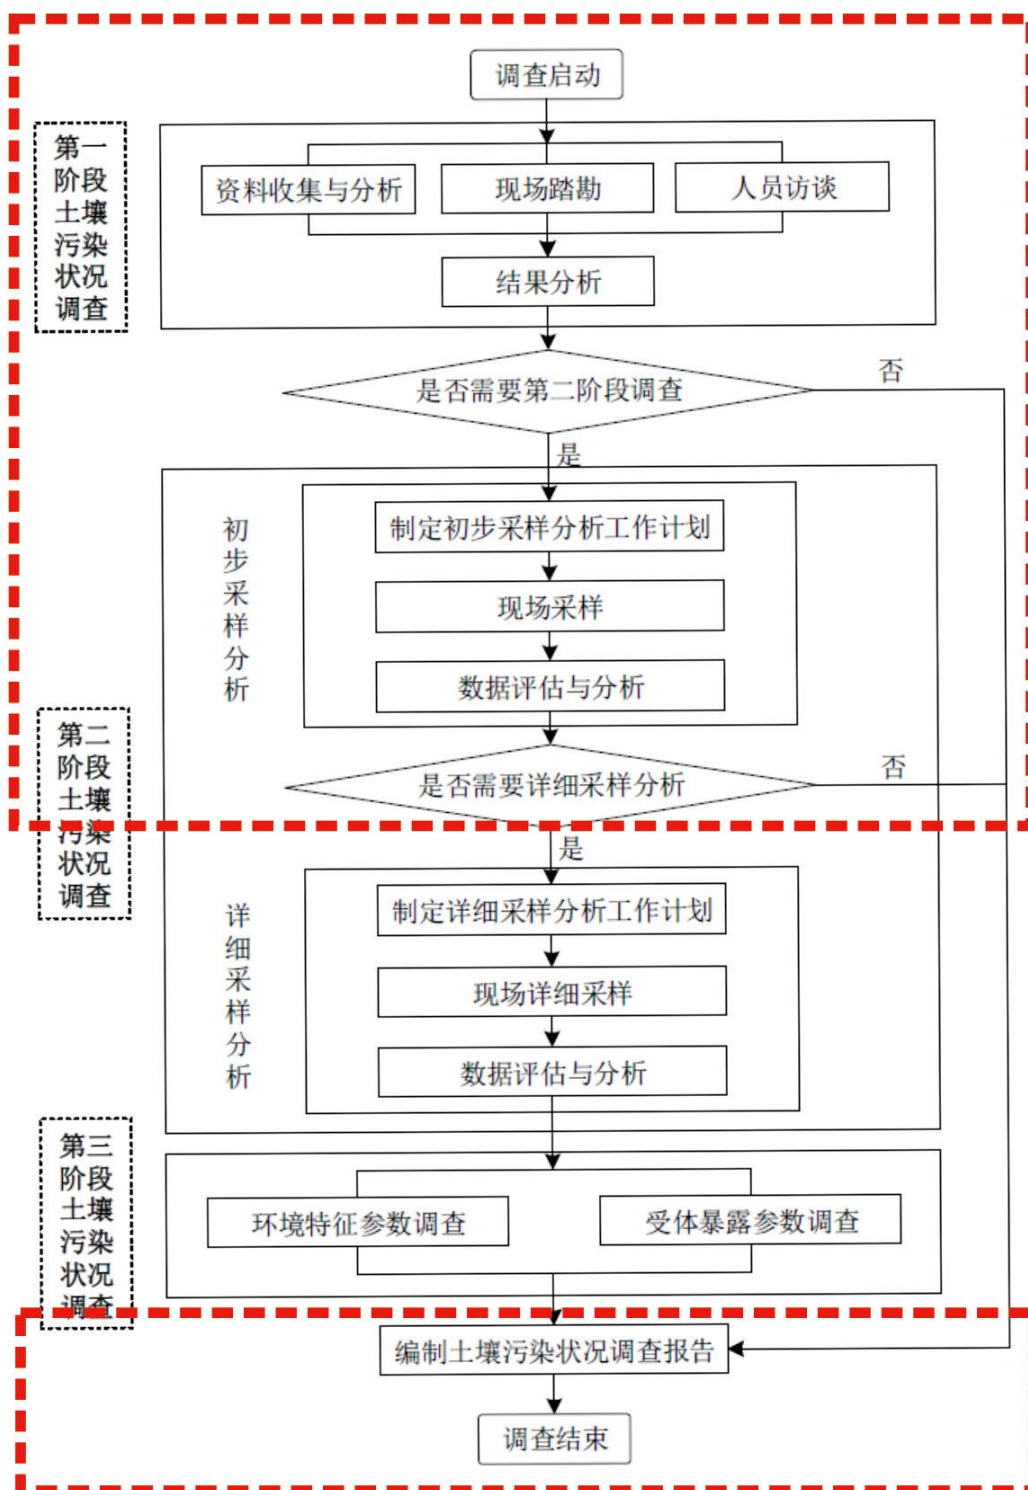 调查启动
第一
阶段
土壤
污染
状况
调查
资料收集与分析
现场踏勘
人员访谈
结果分析
是否需要第二阶段调查
否
是
初步采样分析
制定初步采样分析工作计划
现场采样
数据评估与分析
第二
阶段
土壤
污染
状况
调查
是否需要详细采样分析
否
是
详细采样分析
制定详细采样分析工作计划
现场详细采样
数据评估与分析
第三
阶段
土壤
污染
状况
调查
环境特征参数调查
受体暴露参数调查
编制土壤污染状况调查报告
调查结束